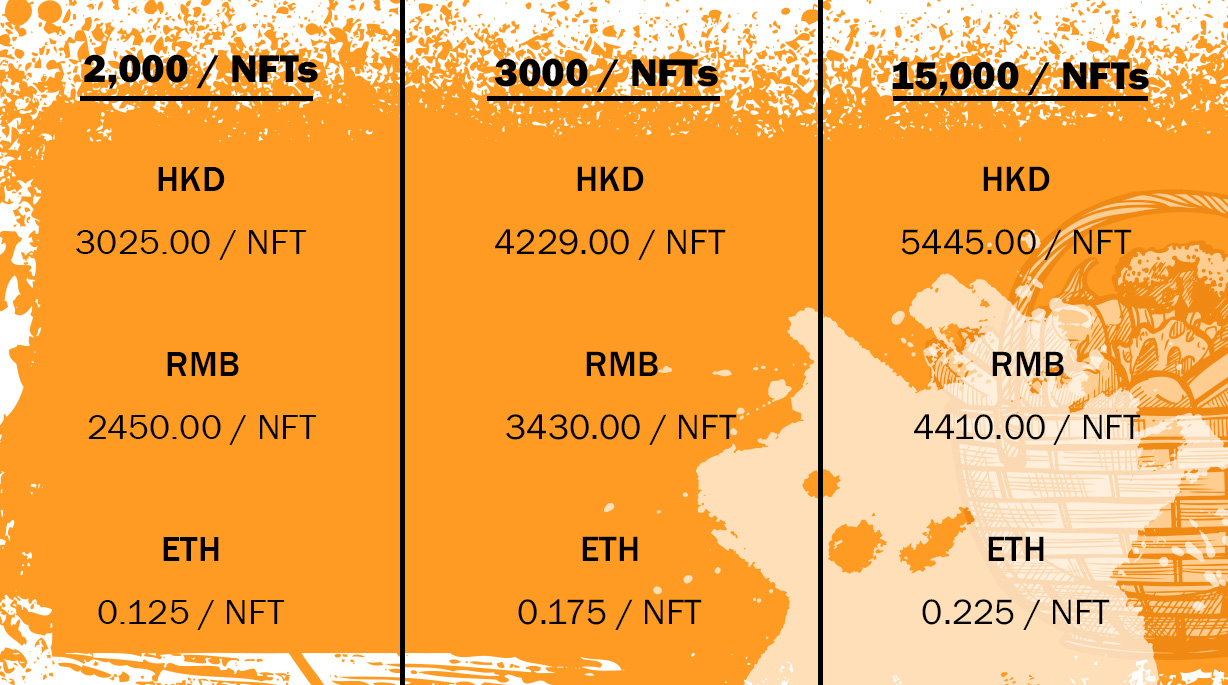 2,000 / NFTs
HKD
3025.00 / NFT
RMB
2450.00 / NFT
ETH
0.125 / NFT
3000 / NFTs
HKD
4229.00 / NFT
RMB
3430.00 / NFT
ETH
0.175 / NFT
15,000 / NFTs
HKD
5445.00 / NFT
RMB
4410.00 / NFT
ETH
0.225 / NFT